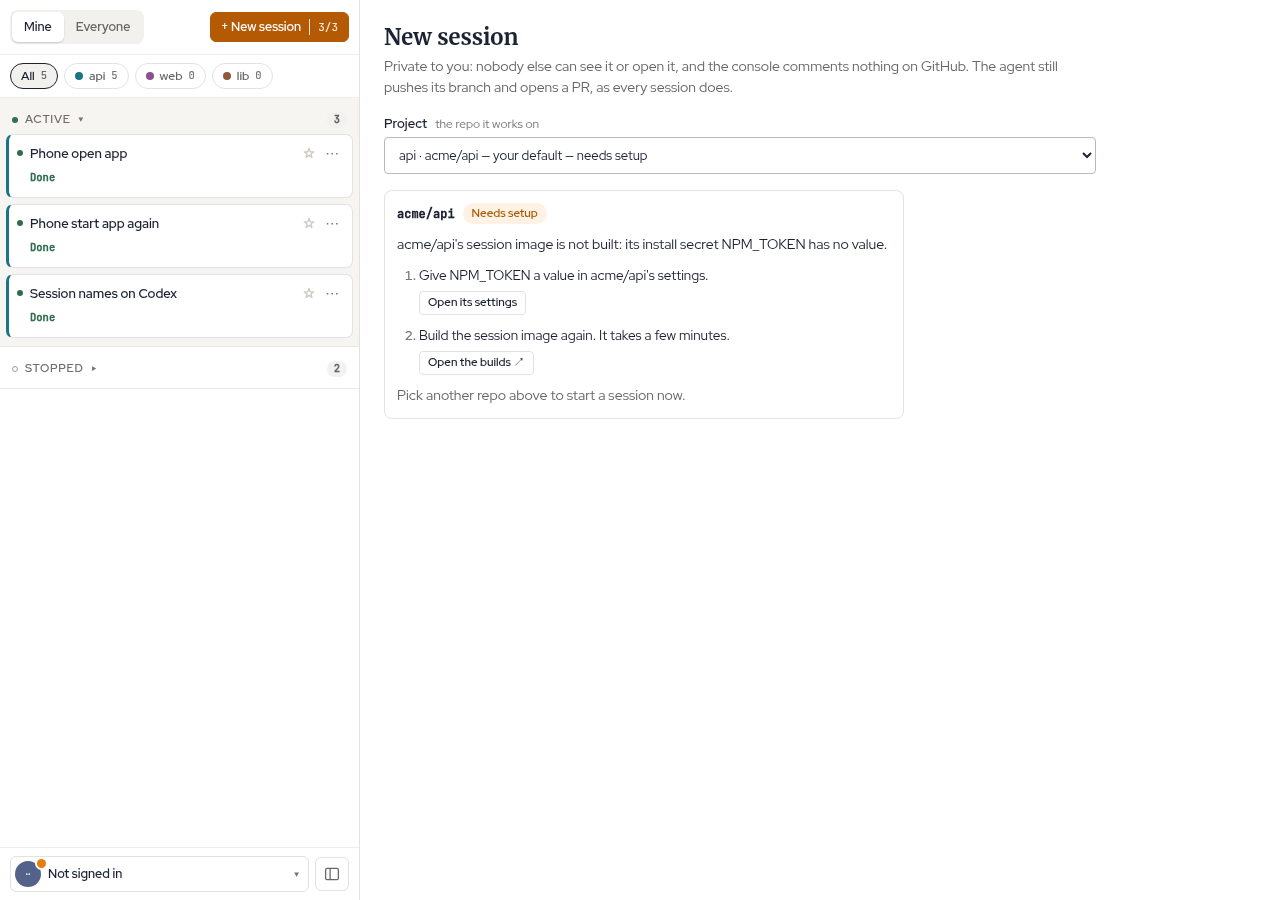 Mine
Everyone
+ New session
3/3
All 5
api 5
web 0
lib 0
ACTIVE ▾
3
Phone open app
☆ ⋯
Done
Phone start app again
☆ ⋯
Done
Session names on Codex
☆ ⋯
Done
STOPPED ▸
2
Not signed in ▾
New session
Private to you: nobody else can see it or open it, and the console comments nothing on GitHub. The agent still
pushes its branch and opens a PR, as every session does.
Project the repo it works on
api · acme/api — your default — needs setup
acme/api Needs setup
acme/api's session image is not built: its install secret NPM_TOKEN has no value.
1. Give NPM_TOKEN a value in acme/api's settings.
Open its settings
2. Build the session image again. It takes a few minutes.
Open the builds ↗
Pick another repo above to start a session now.